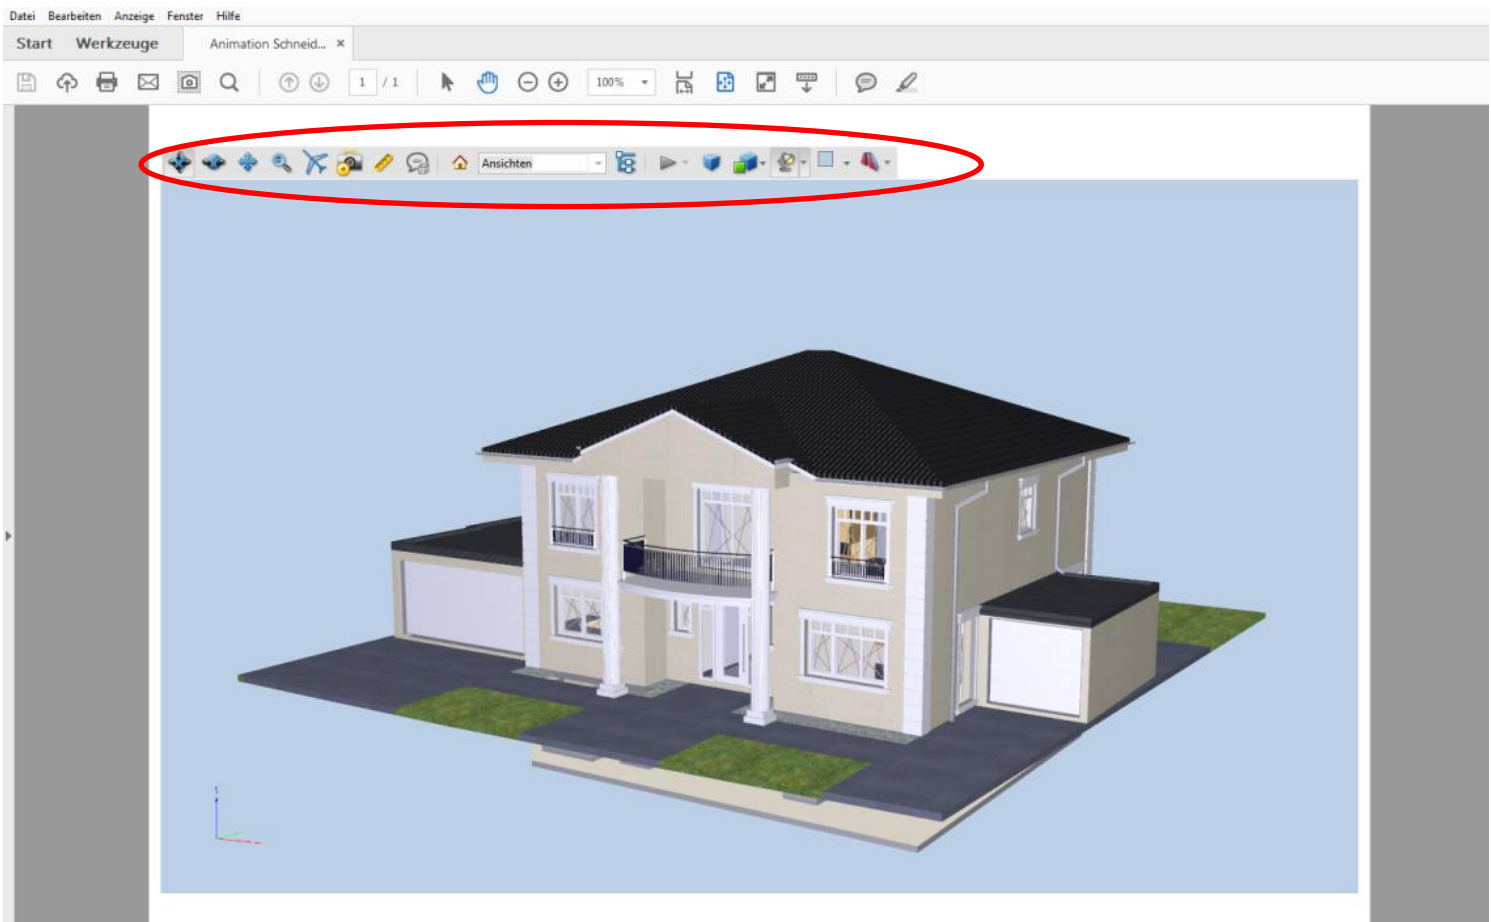 Datei Bearbeiten Anzeige Fenster Hilfe
Start Werkzeuge Animation Schneid... ×
1 / 1 100%
Ansichten